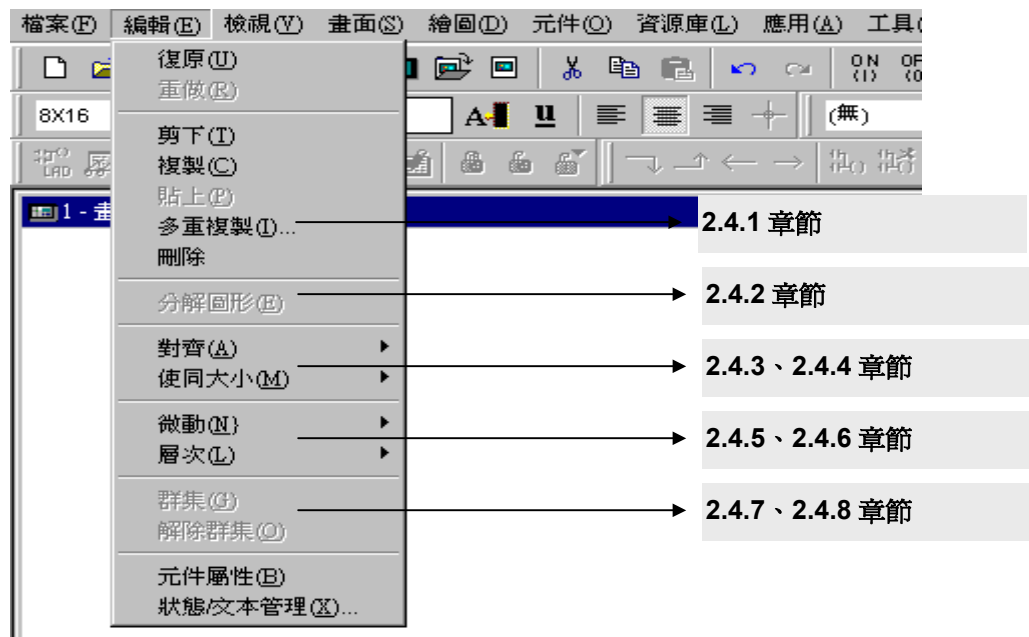 檔案(F) 編輯(E) 檢視(V) 畫面(S) 繪圖(D) 元件(O) 資源庫(L) 應用(A) 工具(
ON
(I)
8X16
A
u
(無)
LAD
1 - 畫
復原(U)
重做(R)
剪下(T)
複製(C)
貼上(P)
多重複製(I)...
刪除
分解圖形(E)
對齊(A)
使同大小(M)
微動(N}
層次(L)
群集(G)
解除群集(O)
元件屬性(B)
狀態/文本管理(X)...
2.4.1 章節
2.4.2 章節
2.4.3、2.4.4 章節
2.4.5、2.4.6 章節
2.4.7、2.4.8 章節